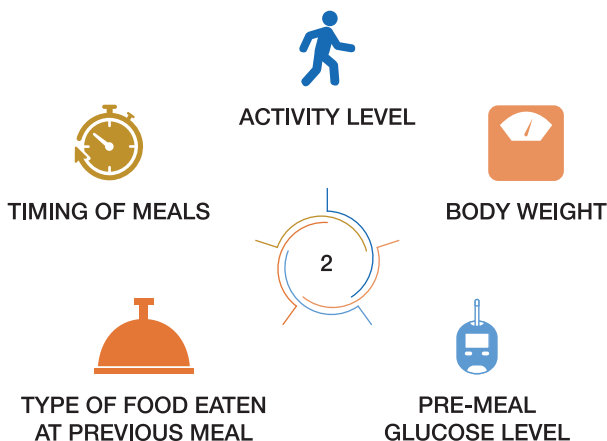 ACTIVITY LEVEL
TIMING OF MEALS
BODY WEIGHT
2
TYPE OF FOOD EATEN
AT PREVIOUS MEAL
PRE-MEAL
GLUCOSE LEVEL